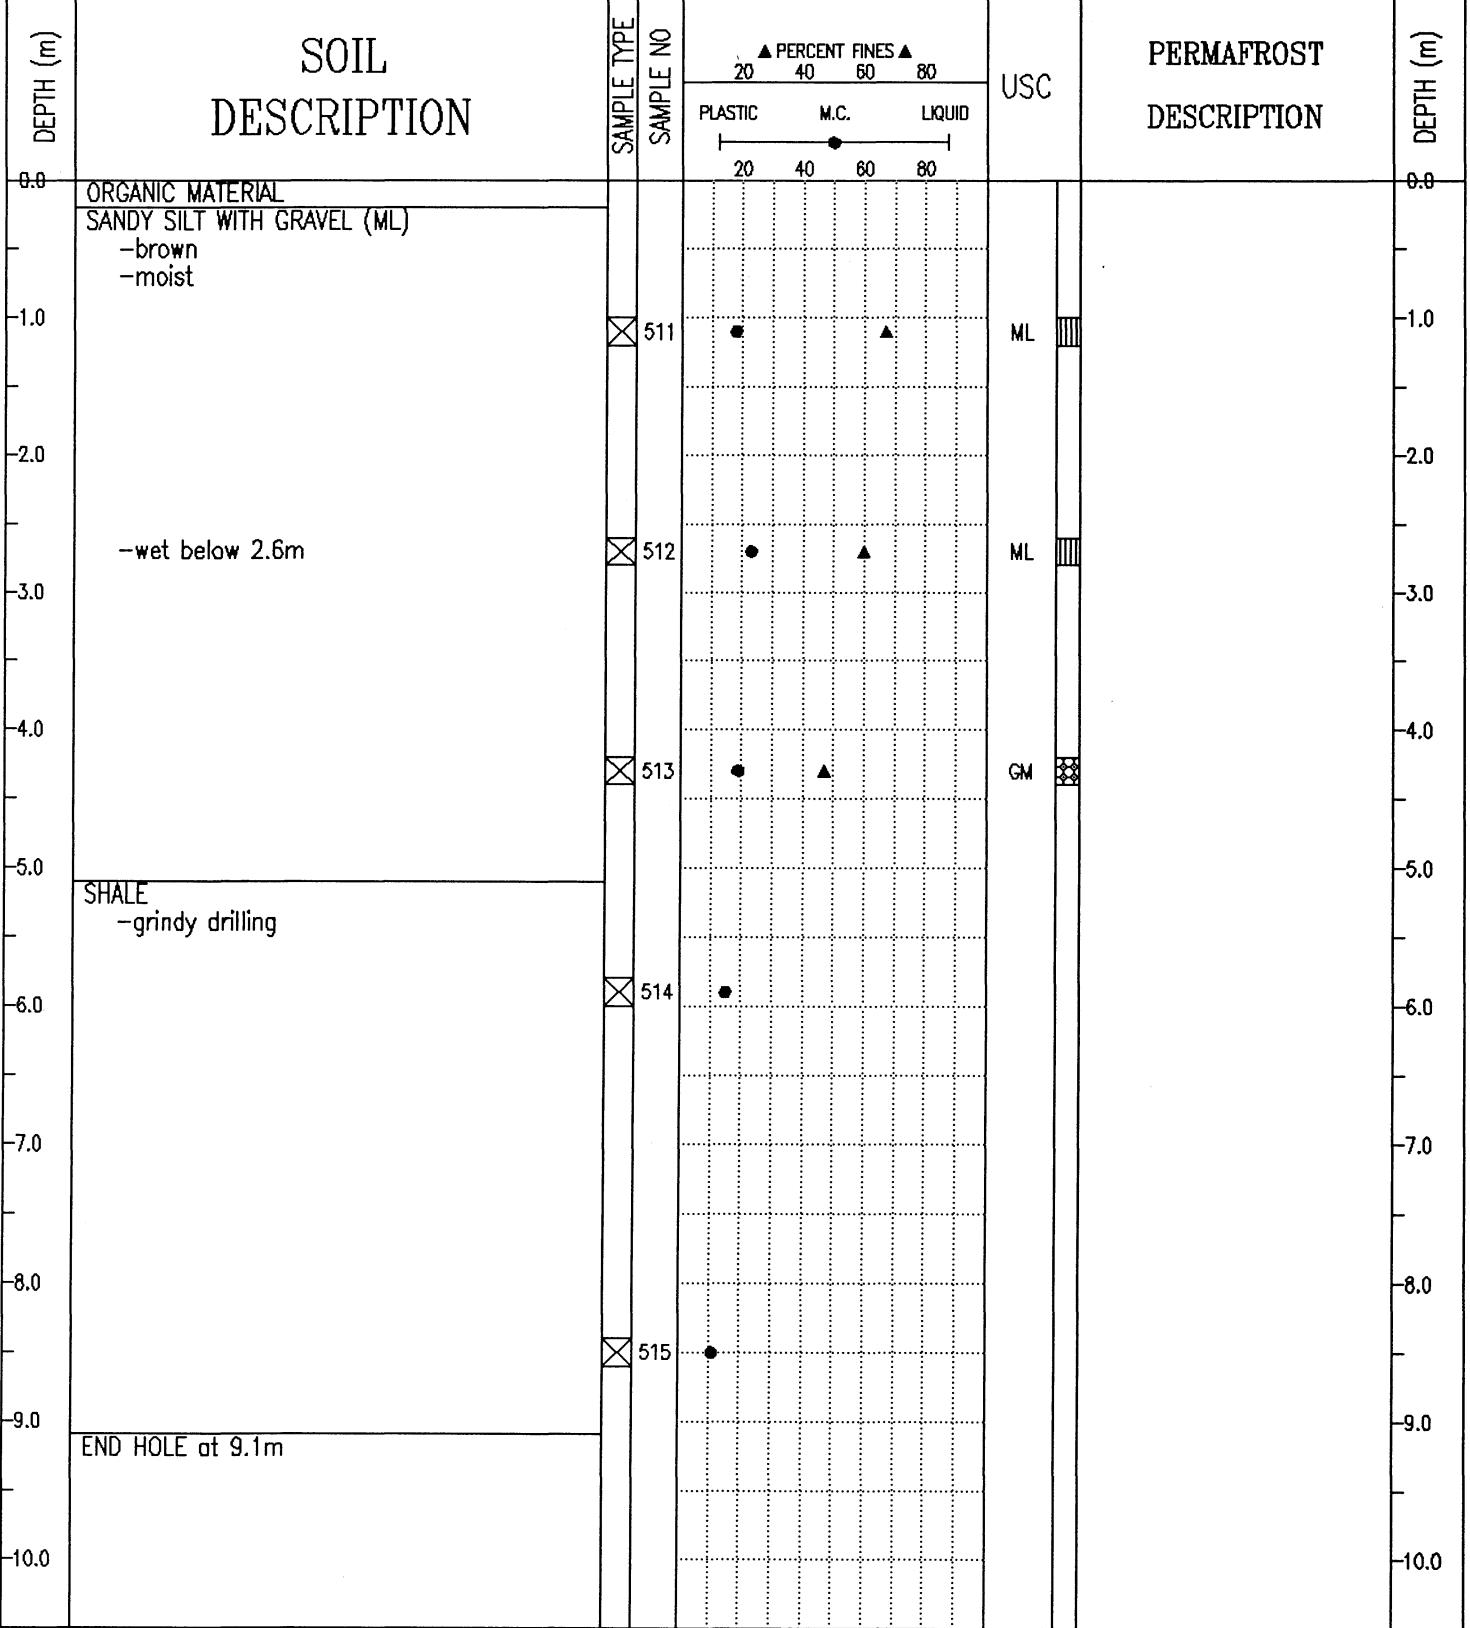 DEPTH (m)
SOIL
DESCRIPTION
SAMPLE TYPE
SAMPLE NO
▲ PERCENT FINES ▲
20 40 60 80
PLASTIC M.C. LIQUID
20 40 60 80
USC
PERMAFROST
DESCRIPTION
DEPTH (m)
0.0 ORGANIC MATERIAL 0.0
SANDY SILT WITH GRAVEL (ML)
-brown
-moist
1.0 511 ML 1.0
2.0 2.0
-wet below 2.6m 512 ML
3.0 3.0
4.0 4.0
513 GM
5.0 5.0
SHALE
-grindy drilling
514
6.0 6.0
7.0 7.0
8.0 8.0
515
9.0 9.0
END HOLE at 9.1m
10.0 10.0